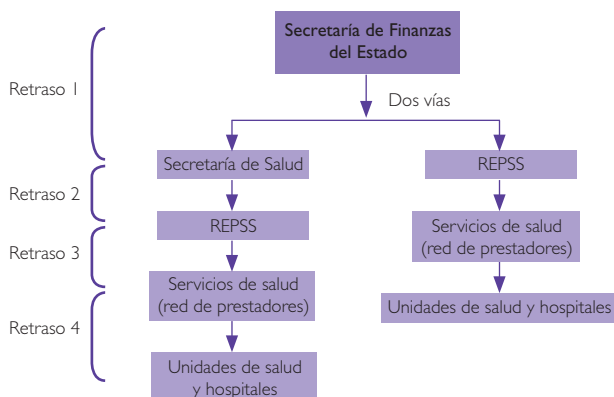 Secretaría de Finanzas
del Estado
Retraso 1
Dos vías
Secretaría de Salud
REPSS
Retraso 2
REPSS
Servicios de salud
(red de prestadores)
Retraso 3
Servicios de salud
(red de prestadores)
Unidades de salud y hospitales
Retraso 4
Unidades de salud
y hospitales